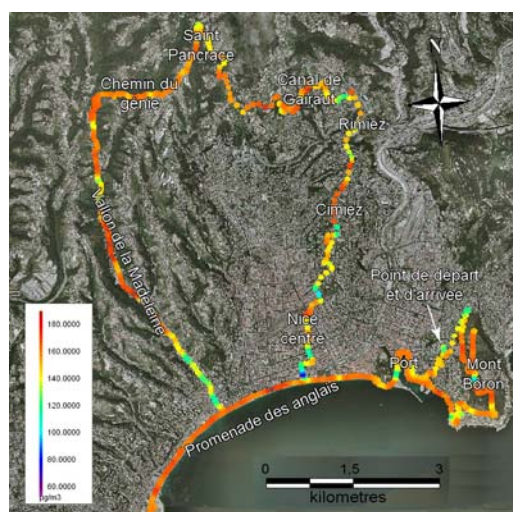 Saint
Pancrace
Chemin du
génie
Canal de
Gairaut
N
Rimiez
Cimiez
Vallon de la Madeleine
Point de départ
et d'arrivée
Nice
centre
Port
Mont
Boron
Promenade des anglais
180.0000
160.0000
140.0000
120.0000
100.0000
80.0000
60.0000
µg/m3
0 1,5 3
kilometres